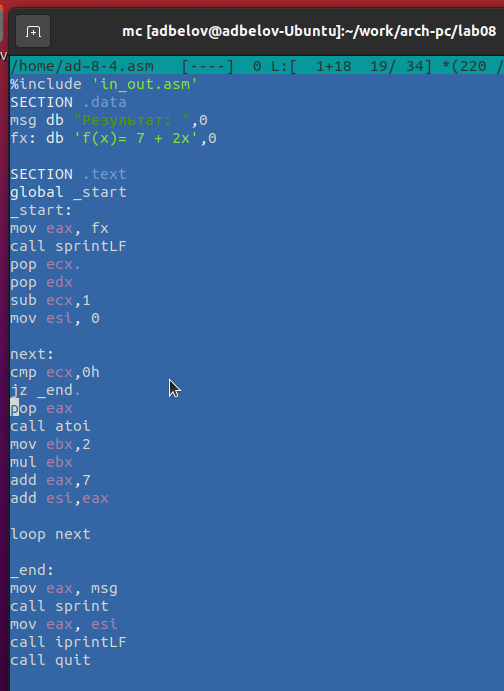 mc [adbelov@adbelov-Ubuntu]:~/work/arch-pc/lab08
/home/ad~8-4.asm   [----]  0 L:[  1+18  19/ 34] *(220 /
%include 'in_out.asm'
SECTION .data
msg db "Результат: ",0
fx: db 'f(x)= 7 + 2x',0

SECTION .text
global _start
_start:
mov eax, fx
call sprintLF
pop ecx.
pop edx
sub ecx,1
mov esi, 0

next:
cmp ecx,0h
jz _end.
pop eax
call atoi
mov ebx,2
mul ebx
add eax,7
add esi,eax

loop next

_end:
mov eax, msg
call sprint
mov eax, esi
call iprintLF
call quit